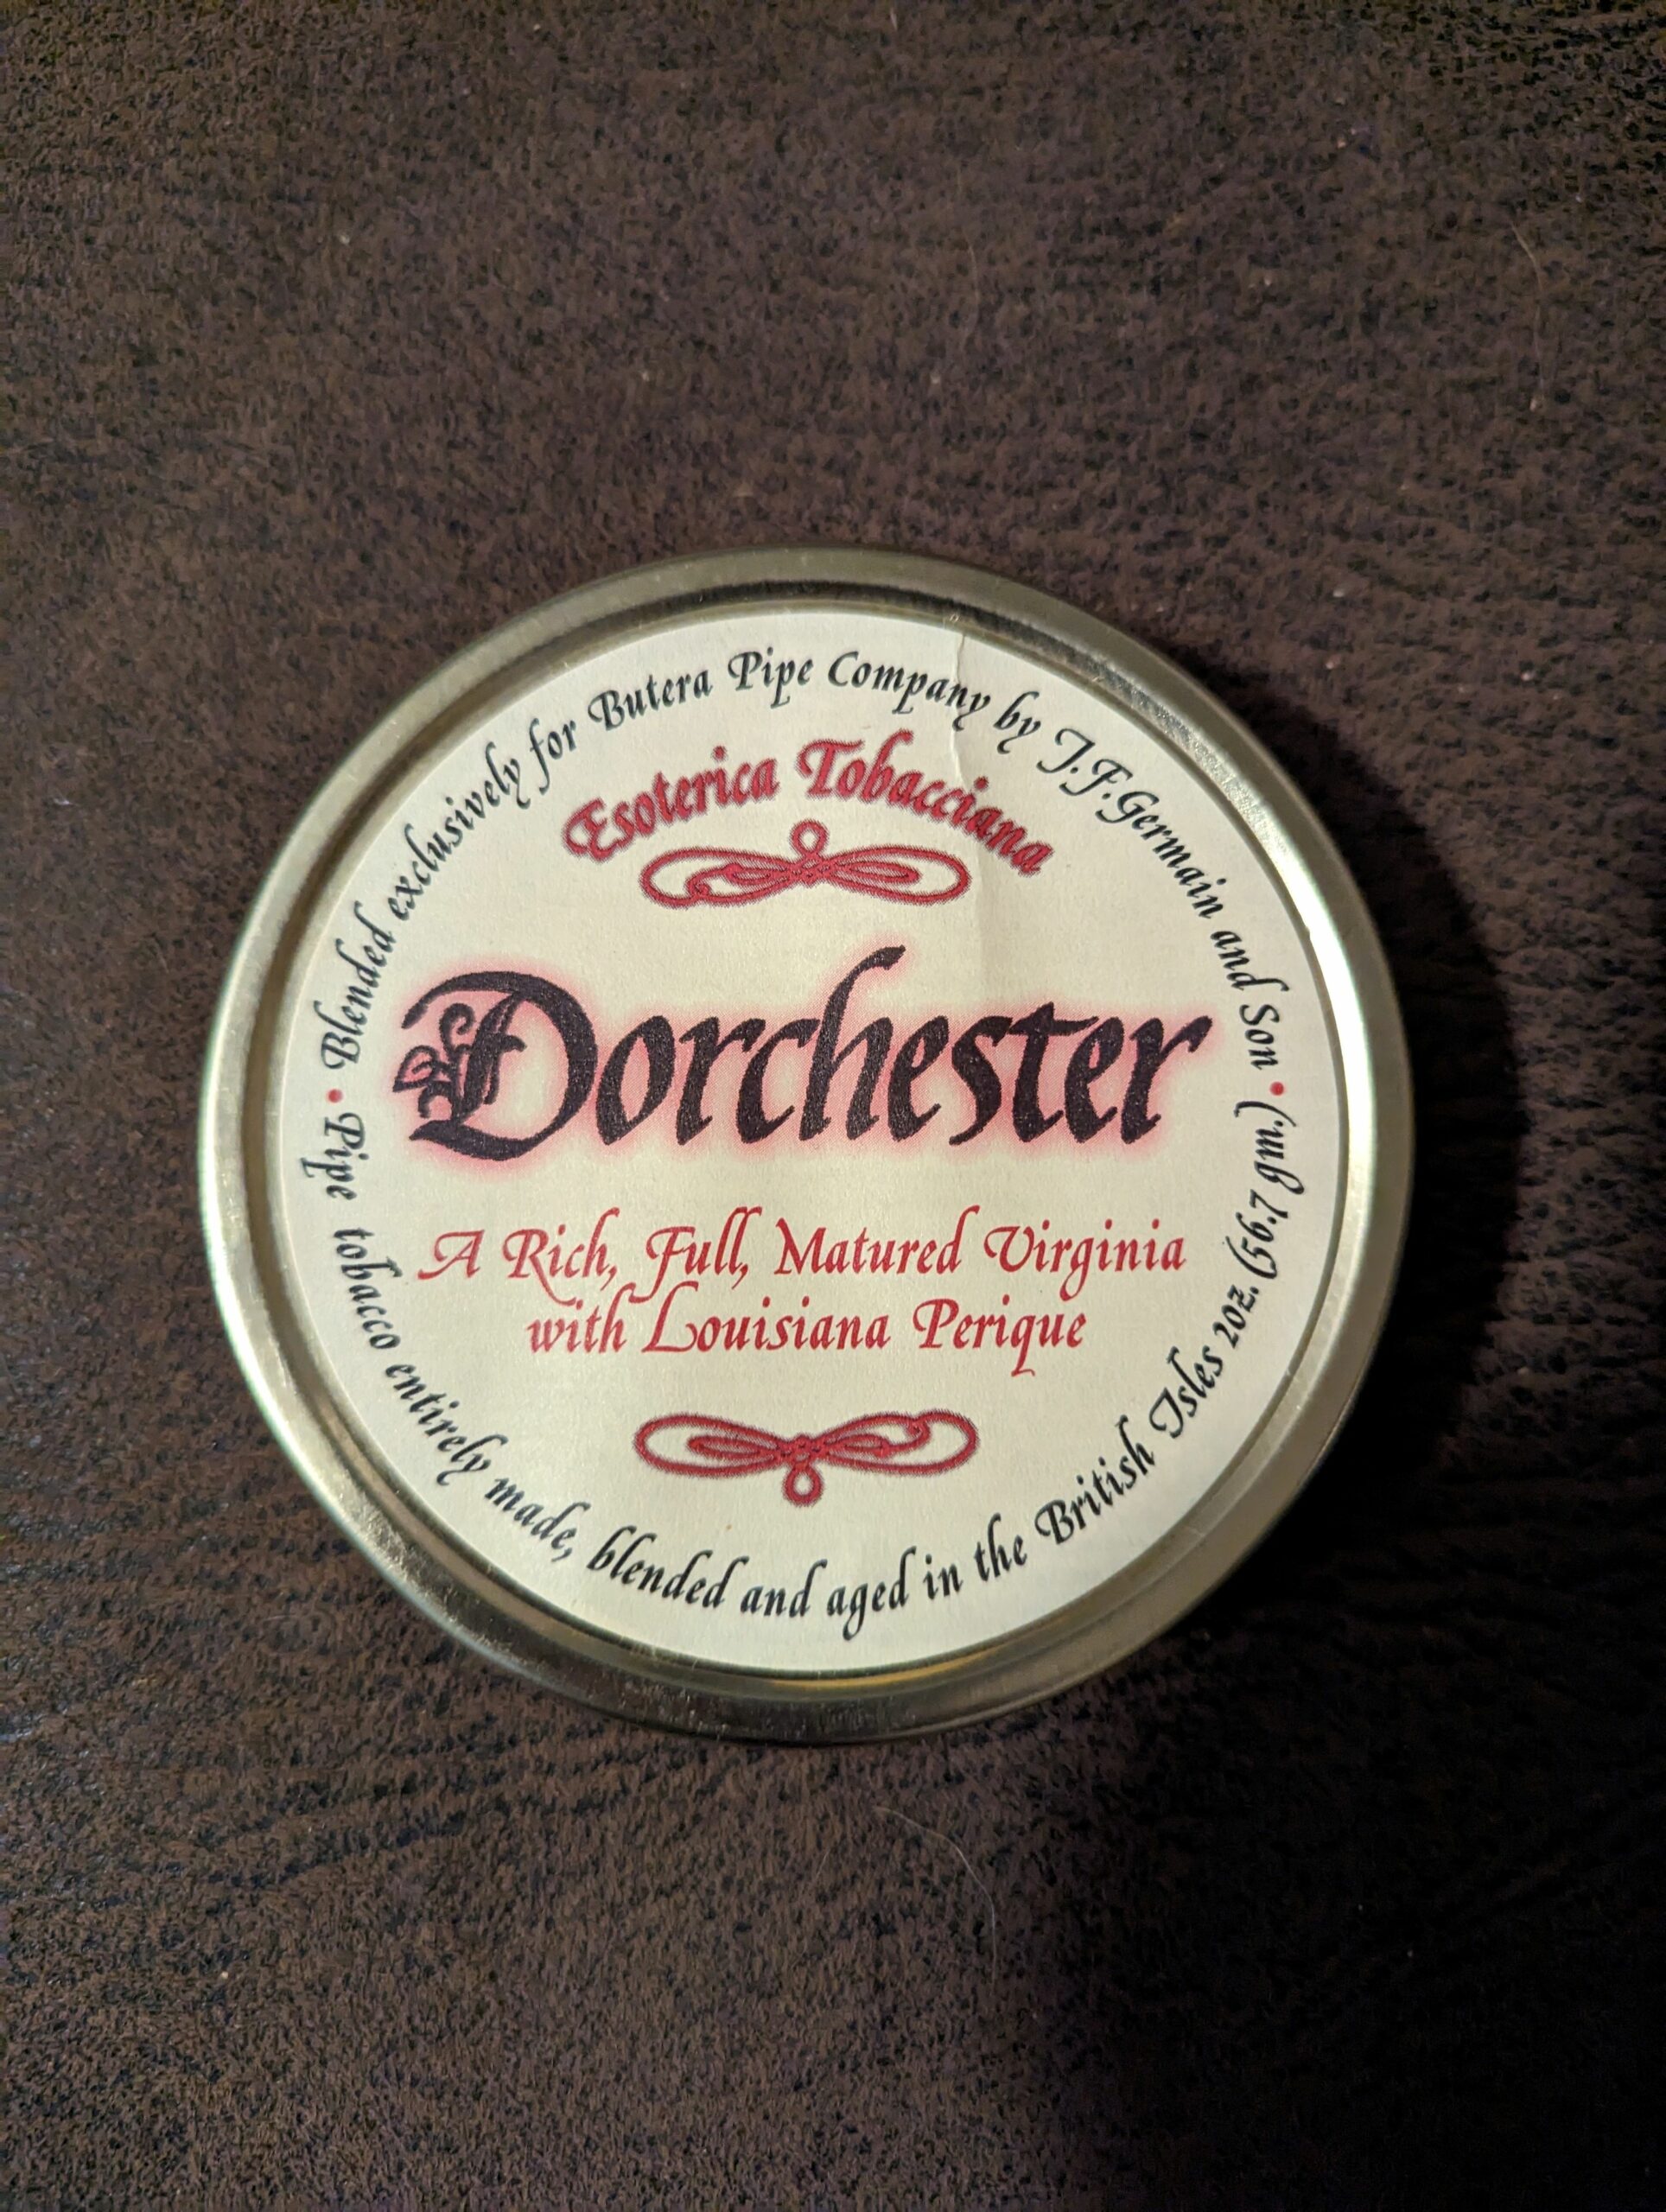 Blended exclusively for Butera Pipe Company by J.F. Germain and Son
Esoterica Tobacciana
Dorchester
A Rich, Full, Matured Virginia
with Louisiana Perique
• Pipe tobacco entirely made, blended and aged in the British Isles 2oz. (56.7 gm.) •